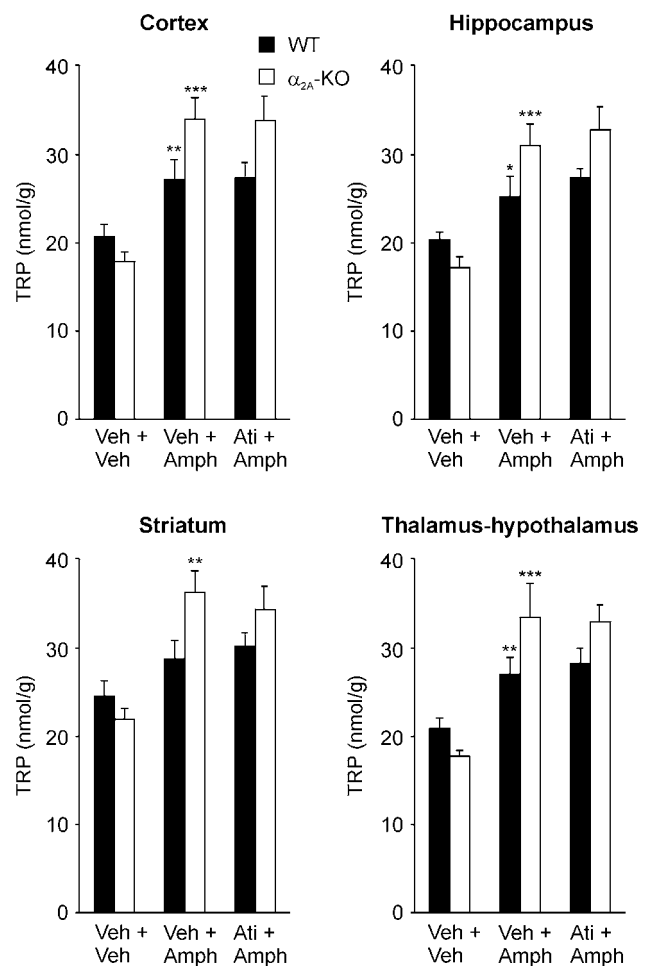 Cortex
Hippocampus
WT
α2A-KO
TRP (nmol/g)
40
30
20
10
0
**
***
Veh + Veh + Ati +
Veh Amph Amph
TRP (nmol/g)
40
30
20
10
0
*
***
Veh + Veh + Ati +
Veh Amph Amph
Striatum
Thalamus-hypothalamus
TRP (nmol/g)
40
30
20
10
0
**
Veh + Veh + Ati +
Veh Amph Amph
TRP (nmol/g)
40
30
20
10
0
**
***
Veh + Veh + Ati +
Veh Amph Amph